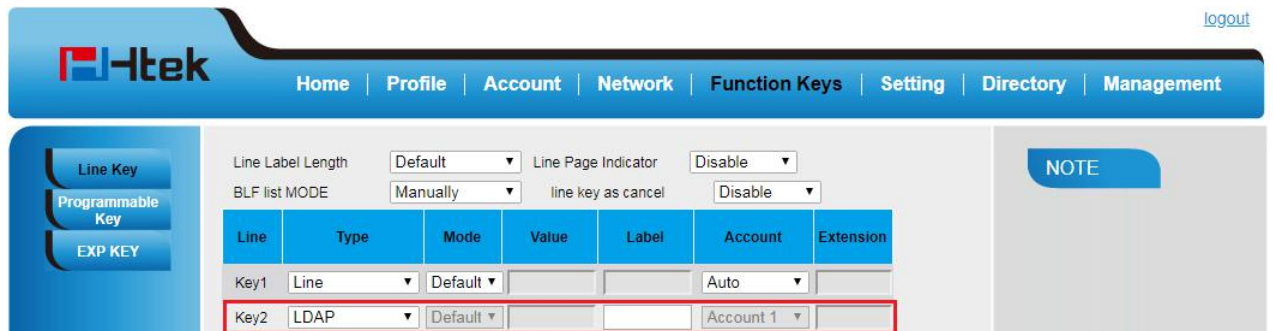 logout
Htek
Home | Profile | Account | Network | Function Keys | Setting | Directory | Management
Line Key
Programmable Key
EXP KEY
Line Label Length Default Line Page Indicator Disable
BLF list MODE Manually line key as cancel Disable
Line Type Mode Value Label Account Extension
Key1 Line Default Auto
Key2 LDAP Default Account 1
NOTE